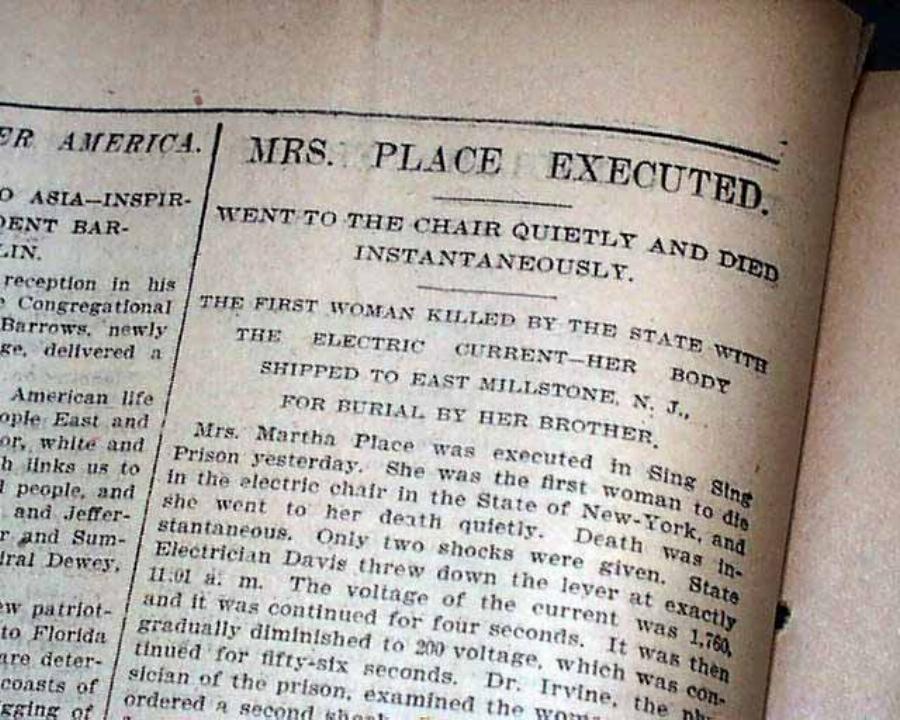 ER AMERICA.
O ASIA—INSPIR-
DENT BAR-
LIN.
reception in his
Congregational
Barrows, newly
ge, delivered a
American life
ople East and
or, white and
h links us to
d people, and
and Jeffer-
r and Sum-
iral Dewey,
ew patriot-
to Florida
are deter-
coasts of
gging of
MRS. PLACE EXECUTED.
WENT TO THE CHAIR QUIETLY AND DIED
INSTANTANEOUSLY.
THE FIRST WOMAN KILLED BY THE STATE WITH
THE ELECTRIC CURRENT—HER BODY
SHIPPED TO EAST MILLSTONE, N. J.,
FOR BURIAL BY HER BROTHER.
Mrs. Martha Place was executed in Sing Sing
Prison yesterday. She was the first woman to die
in the electric chair in the State of New-York, and
she went to her death quietly. Death was in-
stantaneous. Only two shocks were given. State
Electrician Davis threw down the lever at exactly
11:01 a. m. The voltage of the current was 1,760,
and it was continued for four seconds. It was then
gradually diminished to 200 voltage, which was con-
tinued for fifty-six seconds. Dr. Irvine, the phy-
sician of the prison, examined the
ordered a second